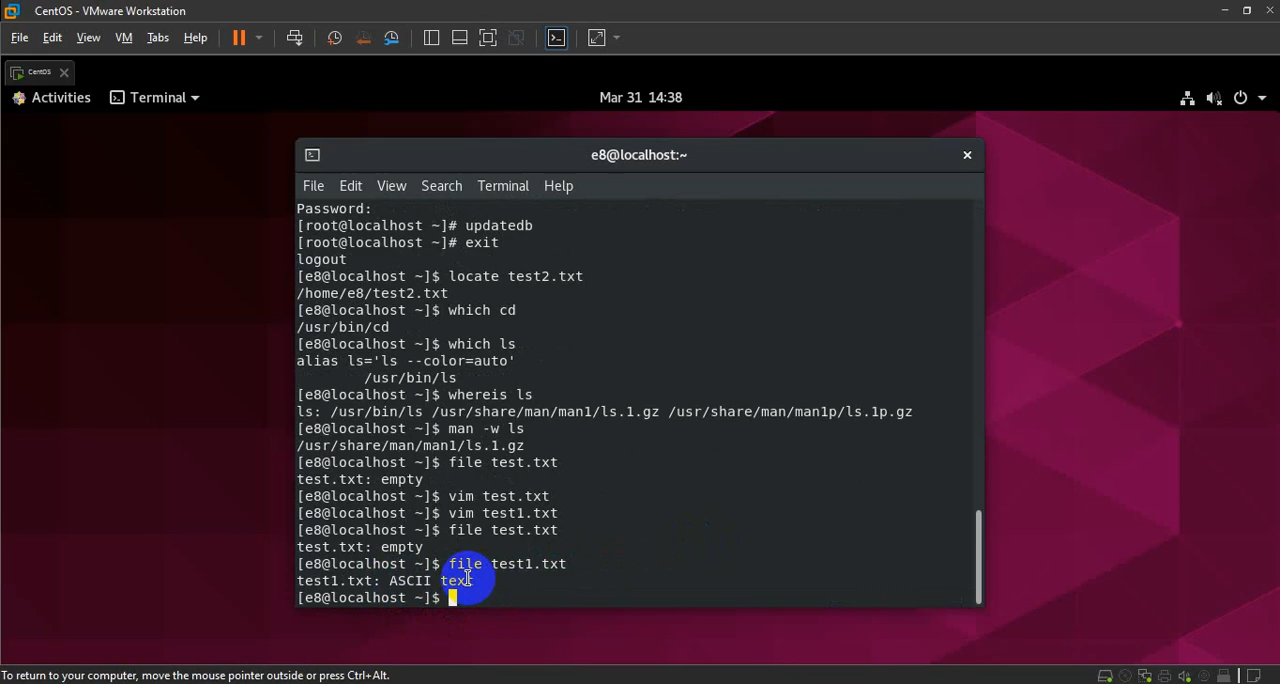 CentOS - VMware Workstation
File Edit View VM Tabs Help
CentOS
Activities Terminal Mar 31 14:38
e8@localhost:~
File Edit View Search Terminal Help
Password:
[root@localhost ~]# updatedb
[root@localhost ~]# exit
logout
[e8@localhost ~]$ locate test2.txt
/home/e8/test2.txt
[e8@localhost ~]$ which cd
/usr/bin/cd
[e8@localhost ~]$ which ls
alias ls='ls --color=auto'
/usr/bin/ls
[e8@localhost ~]$ whereis ls
ls: /usr/bin/ls /usr/share/man/man1/ls.1.gz /usr/share/man/man1p/ls.1p.gz
[e8@localhost ~]$ man -w ls
/usr/share/man/man1/ls.1.gz
[e8@localhost ~]$ file test.txt
test.txt: empty
[e8@localhost ~]$ vim test.txt
[e8@localhost ~]$ vim test1.txt
[e8@localhost ~]$ file test.txt
test.txt: empty
[e8@localhost ~]$ file test1.txt
test1.txt: ASCII text
[e8@localhost ~]$
To return to your computer, move the mouse pointer outside or press Ctrl+Alt.